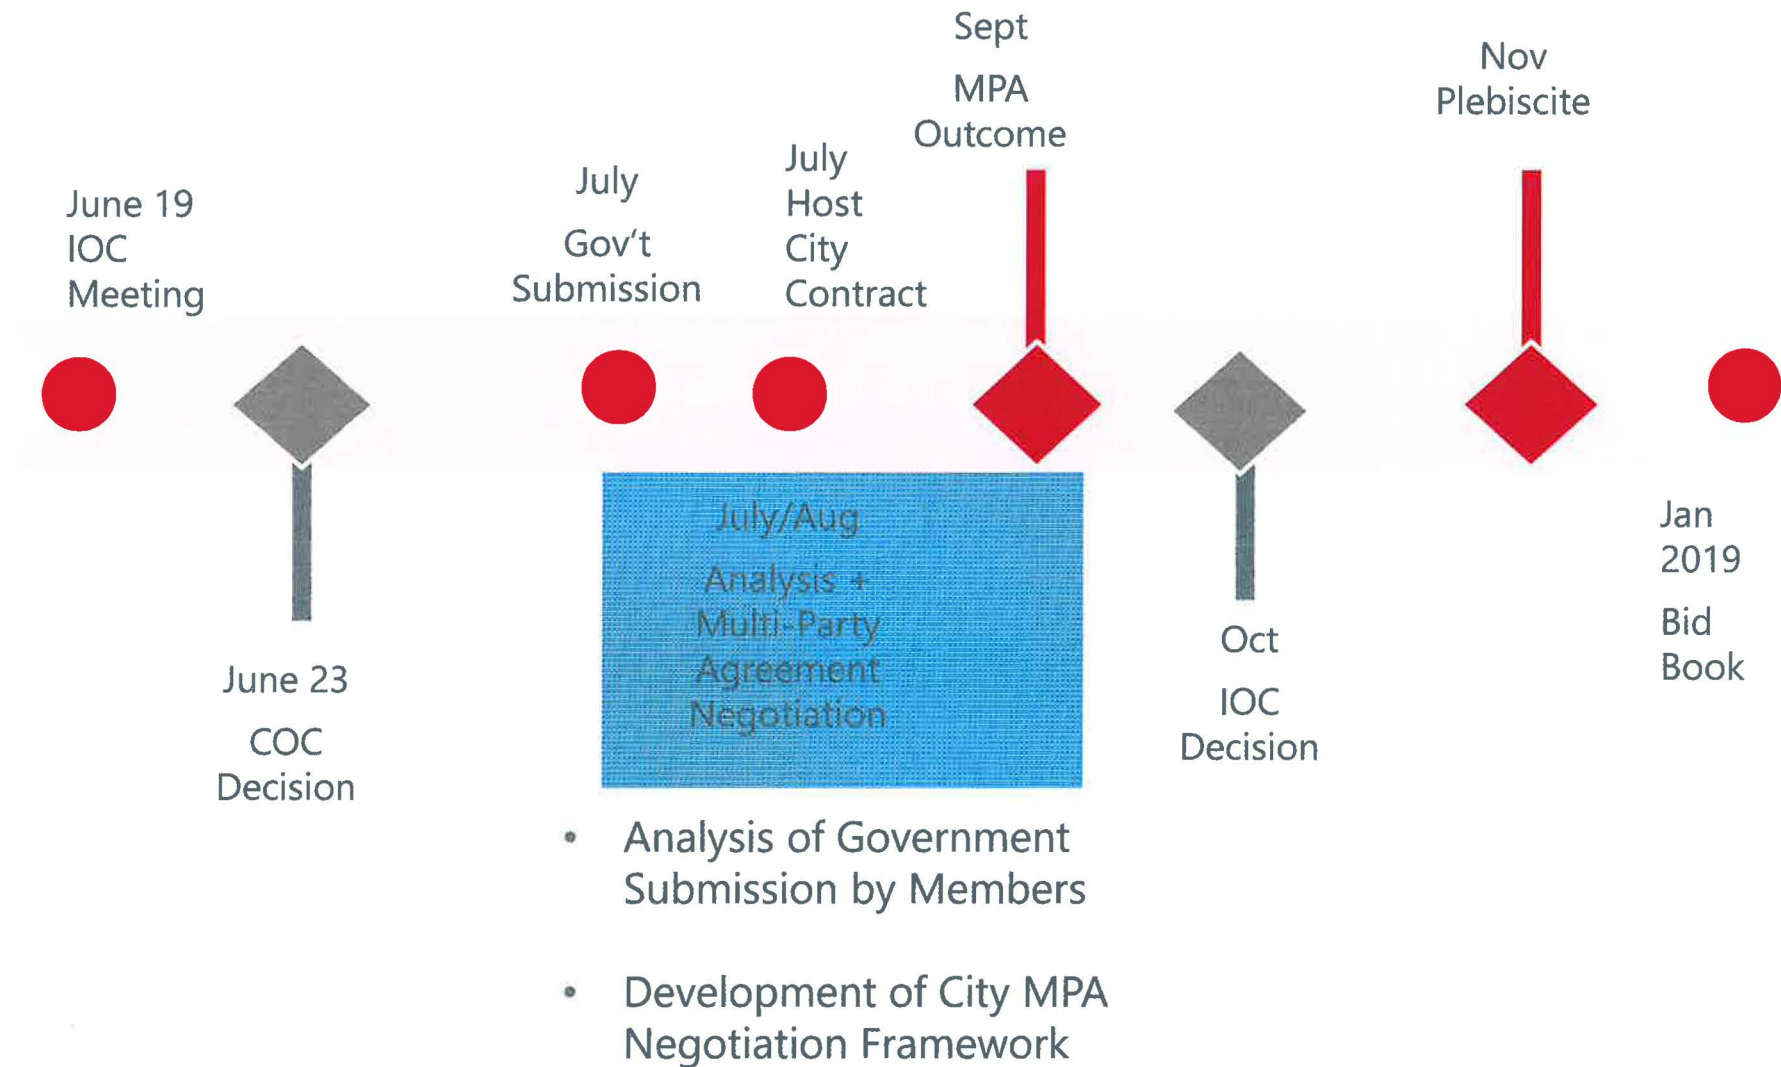 June 19
IOC
Meeting
June 23
COC
Decision
July
Gov't
Submission
July
Host
City
Contract
Sept
MPA
Outcome
July/Aug
Analysis +
Multi-Party
Agreement
Negotiation
• Analysis of Government
Submission by Members
• Development of City MPA
Negotiation Framework
Oct
IOC
Decision
Nov
Plebiscite
Jan
2019
Bid
Book